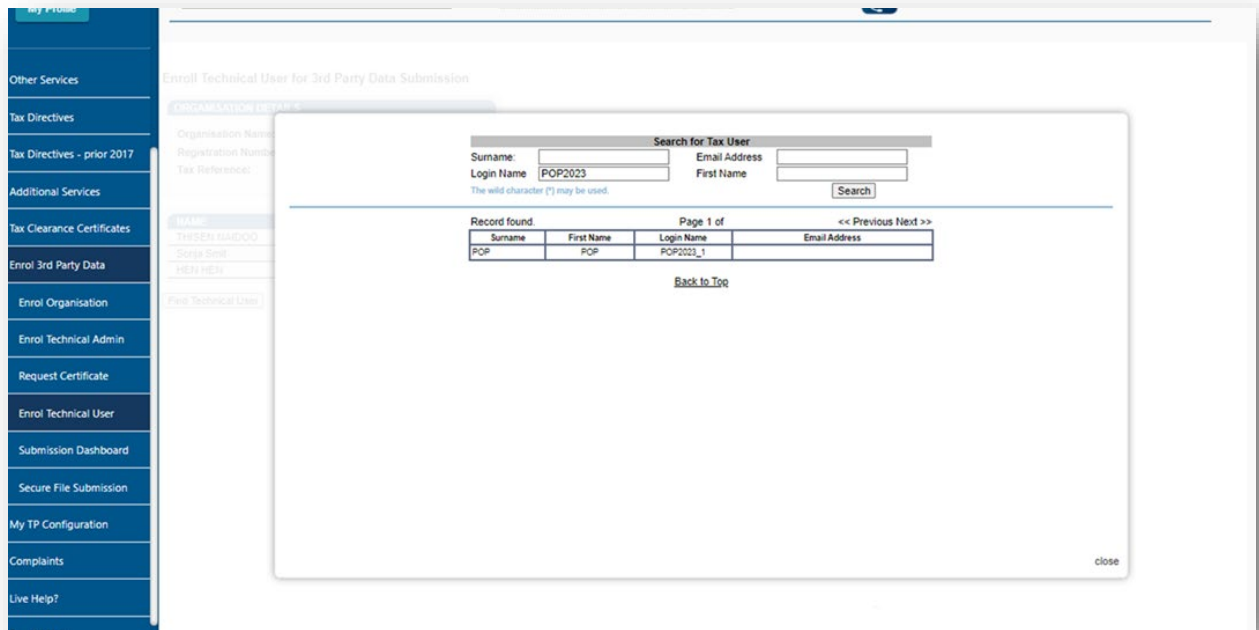 My Profile
Other Services
Tax Directives
Tax Directives - prior 2017
Additional Services
Tax Clearance Certificates
Enrol 3rd Party Data
Enrol Organisation
Enrol Technical Admin
Request Certificate
Enrol Technical User
Submission Dashboard
Secure File Submission
My TP Configuration
Complaints
Live Help?
Enroll Technical User for 3rd Party Data Submission
ORGANISATION DETAILS
Organisation Name:
Registration Numbe
Tax Reference:
NAME
THISEN NAIDOO
Sonja Smit
HEN HEN
Find Technical User
Search for Tax User
Surname: Email Address
Login Name POP2023 First Name
The wild character (*) may be used. Search
Record found. Page 1 of << Previous Next >>
Surname First Name Login Name Email Address
POP POP POP2023_1
Back to Top
close